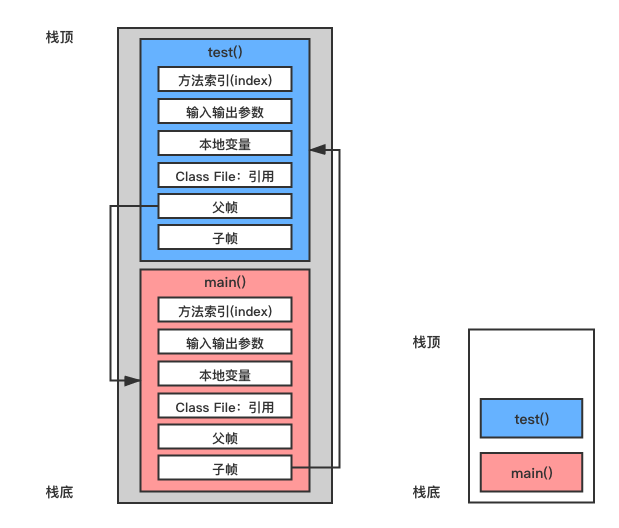 栈顶
test()
方法索引(index)
输入输出参数
本地变量
Class File：引用
父帧
子帧
main()
方法索引(index)
输入输出参数
本地变量
Class File：引用
父帧
子帧
栈底
栈顶
test()
main()
栈底